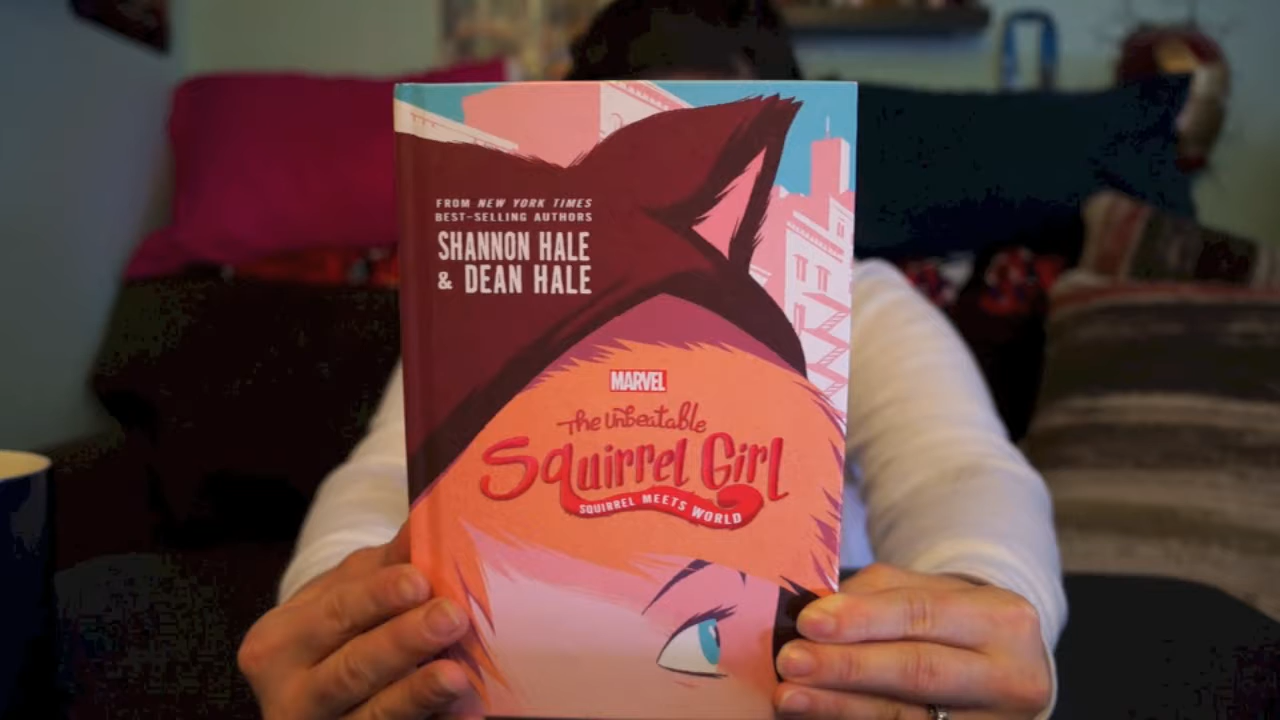 FROM NEW YORK TIMES
BEST-SELLING AUTHORS
SHANNON HALE
& DEAN HALE
MARVEL
The Unbeatable
Squirrel Girl
SQUIRREL MEETS WORLD